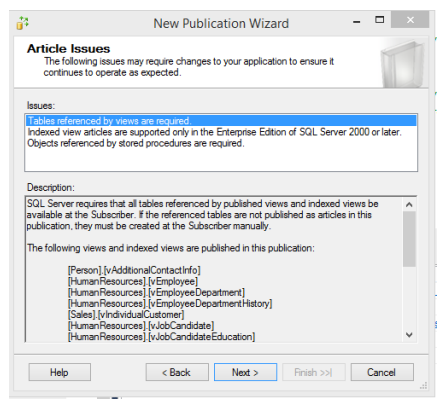 New Publication Wizard
Article Issues
The following issues may require changes to your application to ensure it
continues to operate as expected.
Issues:
Tables referenced by views are required.
Indexed view articles are supported only in the Enterprise Edition of SQL Server 2000 or later.
Objects referenced by stored procedures are required.
Description:
SQL Server requires that all tables referenced by published views and indexed views be
available at the Subscriber. If the referenced tables are not published as articles in this
publication, they must be created at the Subscriber manually.
The following views and indexed views are published in this publication:
[Person].[vAdditionalContactInfo]
[HumanResources].[vEmployee]
[HumanResources].[vEmployeeDepartment]
[HumanResources].[vEmployeeDepartmentHistory]
[Sales].[vIndividualCustomer]
[HumanResources].[vJobCandidate]
[HumanResources].[vJobCandidateEducation]
Help
< Back
Next >
Finish >>|
Cancel